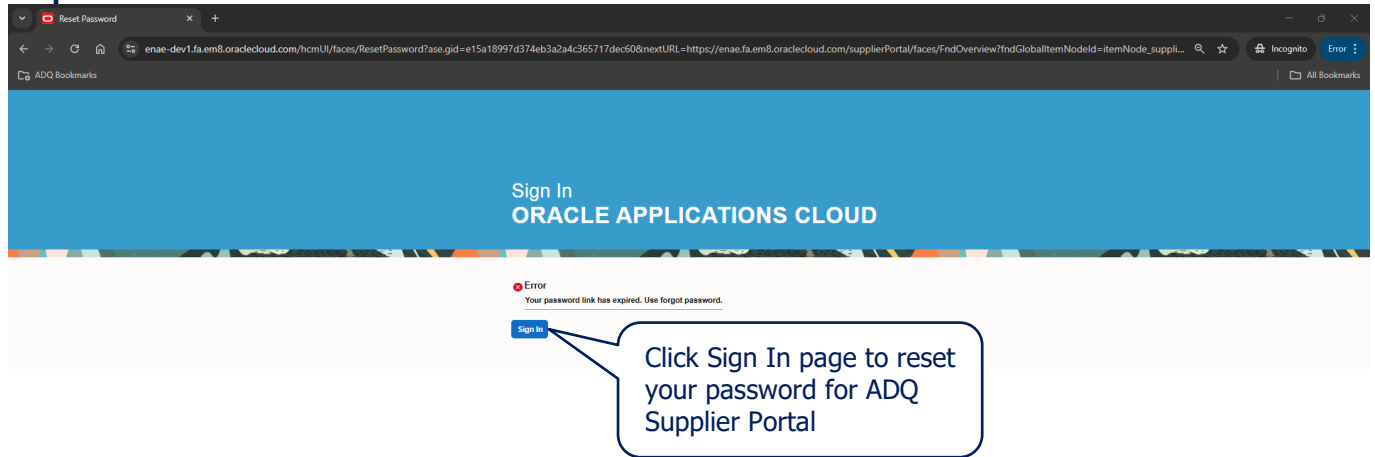 Reset Password
enae-dev1.fa.em8.oraclecloud.com/hcmUI/faces/ResetPassword?ase.gid=e15a18997d374eb3a2a4c365717dec60&nextURL=https://enae.fa.em8.oraclecloud.com/supplierPortal/faces/FndOverview?fndGlobalItemNodeId=itemNode_suppli...
Incognito
Error
ADQ Bookmarks
All Bookmarks
Sign In
ORACLE APPLICATIONS CLOUD
Error
Your password link has expired. Use forgot password.
Sign In
Click Sign In page to reset
your password for ADQ
Supplier Portal